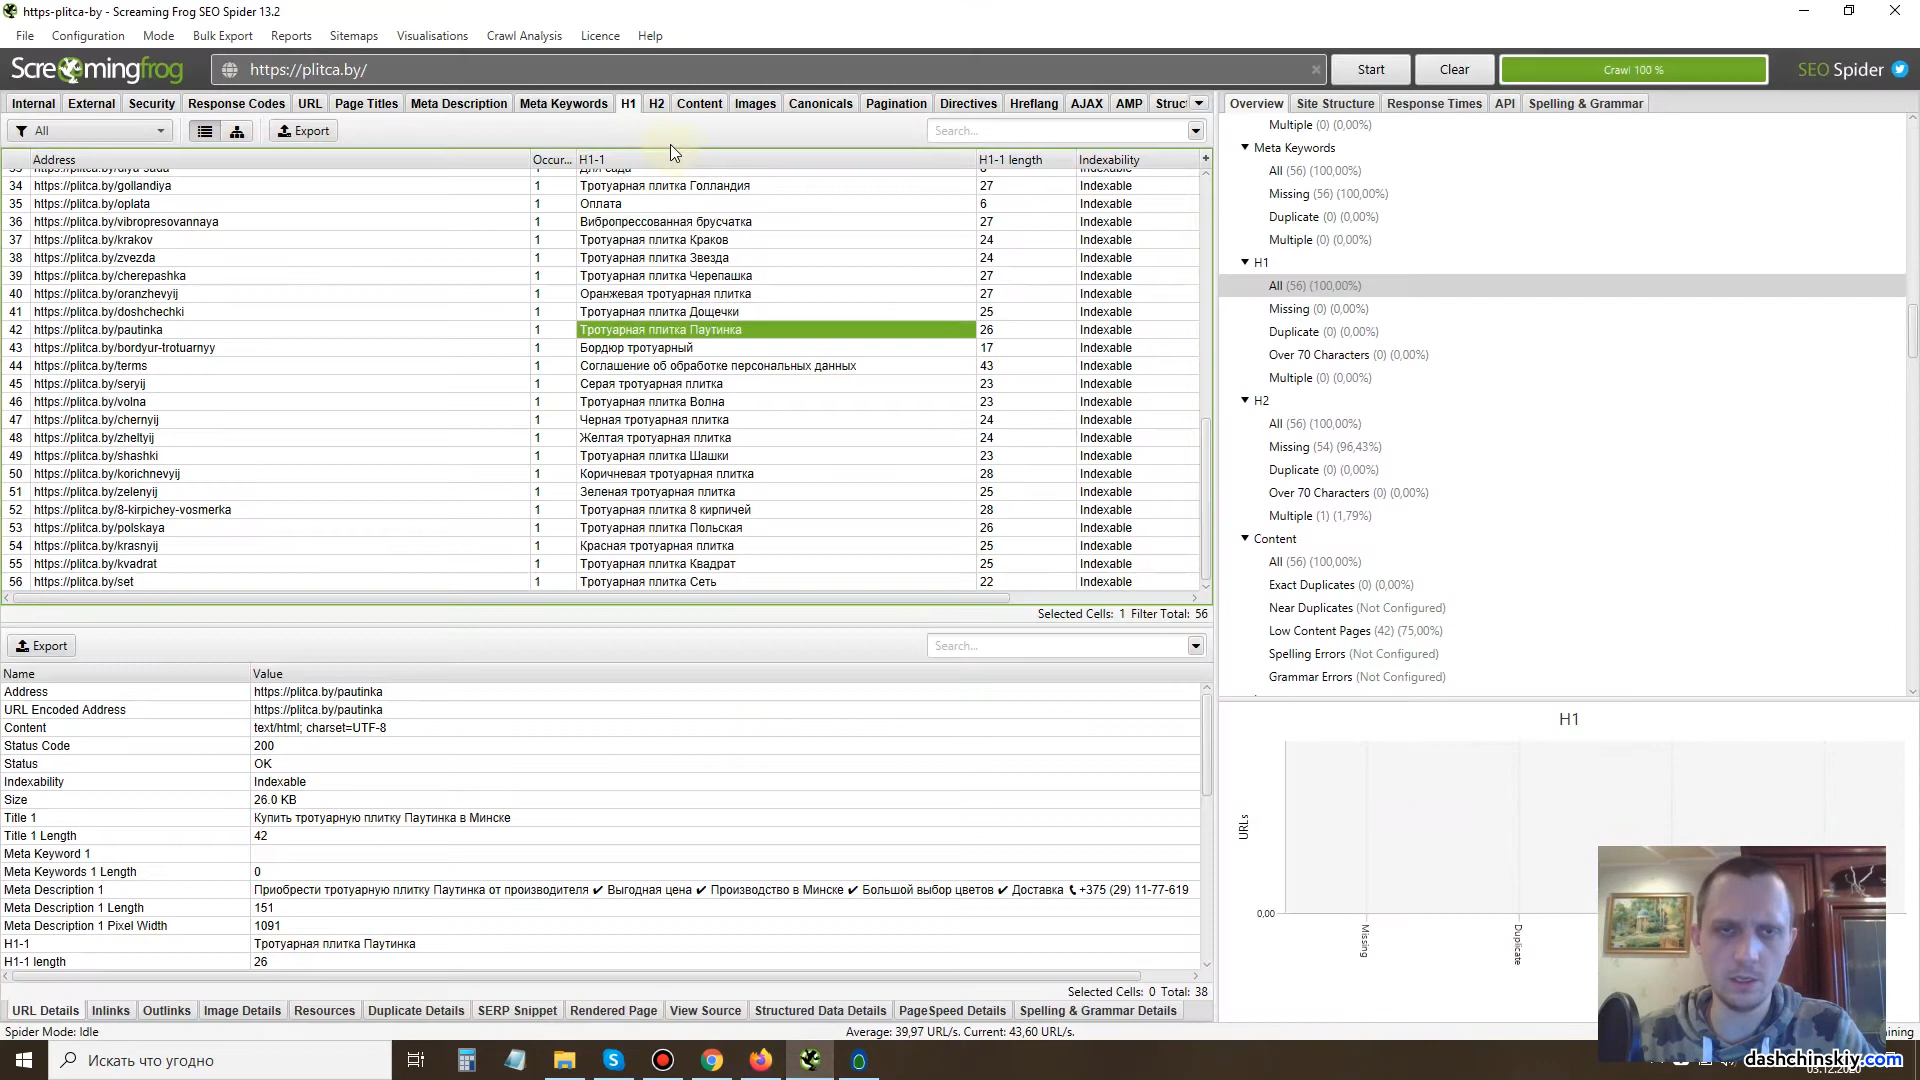 https-plitca-by - Screaming Frog SEO Spider 13.2
File Configuration Mode Bulk Export Reports Sitemaps Visualisations Crawl Analysis Licence Help
Screamingfrog https://plitca.by/ Start Clear Crawl 100 % SEO Spider
Internal External Security Response Codes URL Page Titles Meta Description Meta Keywords H1 H2 Content Images Canonicals Pagination Directives Hreflang AJAX AMP Struct
All Export Search...
Address Occur... H1-1 H1-1 length Indexability
34 https://plitca.by/gollandiya 1 Тротуарная плитка Голландия 27 Indexable
35 https://plitca.by/oplata 1 Оплата 6 Indexable
36 https://plitca.by/vibropresovannaya 1 Вибропрессованная брусчатка 27 Indexable
37 https://plitca.by/krakov 1 Тротуарная плитка Краков 24 Indexable
38 https://plitca.by/zvezda 1 Тротуарная плитка Звезда 24 Indexable
39 https://plitca.by/cherepashka 1 Тротуарная плитка Черепашка 27 Indexable
40 https://plitca.by/oranzhevyij 1 Оранжевая тротуарная плитка 27 Indexable
41 https://plitca.by/doshchechki 1 Тротуарная плитка Дощечки 25 Indexable
42 https://plitca.by/pautinka 1 Тротуарная плитка Паутинка 26 Indexable
43 https://plitca.by/bordyur-trotuarnyy 1 Бордюр тротуарный 17 Indexable
44 https://plitca.by/terms 1 Соглашение об обработке персональных данных 43 Indexable
45 https://plitca.by/seryij 1 Серая тротуарная плитка 23 Indexable
46 https://plitca.by/volna 1 Тротуарная плитка Волна 23 Indexable
47 https://plitca.by/chernyij 1 Черная тротуарная плитка 24 Indexable
48 https://plitca.by/zheltyij 1 Желтая тротуарная плитка 24 Indexable
49 https://plitca.by/shashki 1 Тротуарная плитка Шашки 23 Indexable
50 https://plitca.by/korichnevyij 1 Коричневая тротуарная плитка 28 Indexable
51 https://plitca.by/zelenyij 1 Зеленая тротуарная плитка 25 Indexable
52 https://plitca.by/8-kirpichey-vosmerka 1 Тротуарная плитка 8 кирпичей 28 Indexable
53 https://plitca.by/polskaya 1 Тротуарная плитка Польская 26 Indexable
54 https://plitca.by/krasnyij 1 Красная тротуарная плитка 25 Indexable
55 https://plitca.by/kvadrat 1 Тротуарная плитка Квадрат 25 Indexable
56 https://plitca.by/set 1 Тротуарная плитка Сеть 22 Indexable
Selected Cells: 1 Filter Total: 56
Export Search...
Name Value
Address https://plitca.by/pautinka
URL Encoded Address https://plitca.by/pautinka
Content text/html; charset=UTF-8
Status Code 200
Status OK
Indexability Indexable
Size 26.0 KB
Title 1 Купить тротуарную плитку Паутинка в Минске
Title 1 Length 42
Meta Keyword 1
Meta Keywords 1 Length 0
Meta Description 1 Приобрести тротуарную плитку Паутинка от производителя ✔ Выгодная цена ✔ Производство в Минске ✔ Большой выбор цветов ✔ Доставка 📞 +375 (29) 11-77-619
Meta Description 1 Length 151
Meta Description 1 Pixel Width 1091
H1-1 Тротуарная плитка Паутинка
H1-1 length 26
Selected Cells: 0 Total: 38
URL Details Inlinks Outlinks Image Details Resources Duplicate Details SERP Snippet Rendered Page View Source Structured Data Details PageSpeed Details Spelling & Grammar Details
Spider Mode: Idle Average: 39,97 URL/s. Current: 43,60 URL/s.
Overview Site Structure Response Times API Spelling & Grammar
Multiple (0) (0,00%)
Meta Keywords
All (56) (100,00%)
Missing (56) (100,00%)
Duplicate (0) (0,00%)
Multiple (0) (0,00%)
H1
All (56) (100,00%)
Missing (0) (0,00%)
Duplicate (0) (0,00%)
Over 70 Characters (0) (0,00%)
Multiple (0) (0,00%)
H2
All (56) (100,00%)
Missing (54) (96,43%)
Duplicate (0) (0,00%)
Over 70 Characters (0) (0,00%)
Multiple (1) (1,79%)
Content
All (56) (100,00%)
Exact Duplicates (0) (0,00%)
Near Duplicates (Not Configured)
Low Content Pages (42) (75,00%)
Spelling Errors (Not Configured)
Grammar Errors (Not Configured)
H1
URLs
0,00
Missing
Duplicate
Искать что угодно
dashchinskiy.com